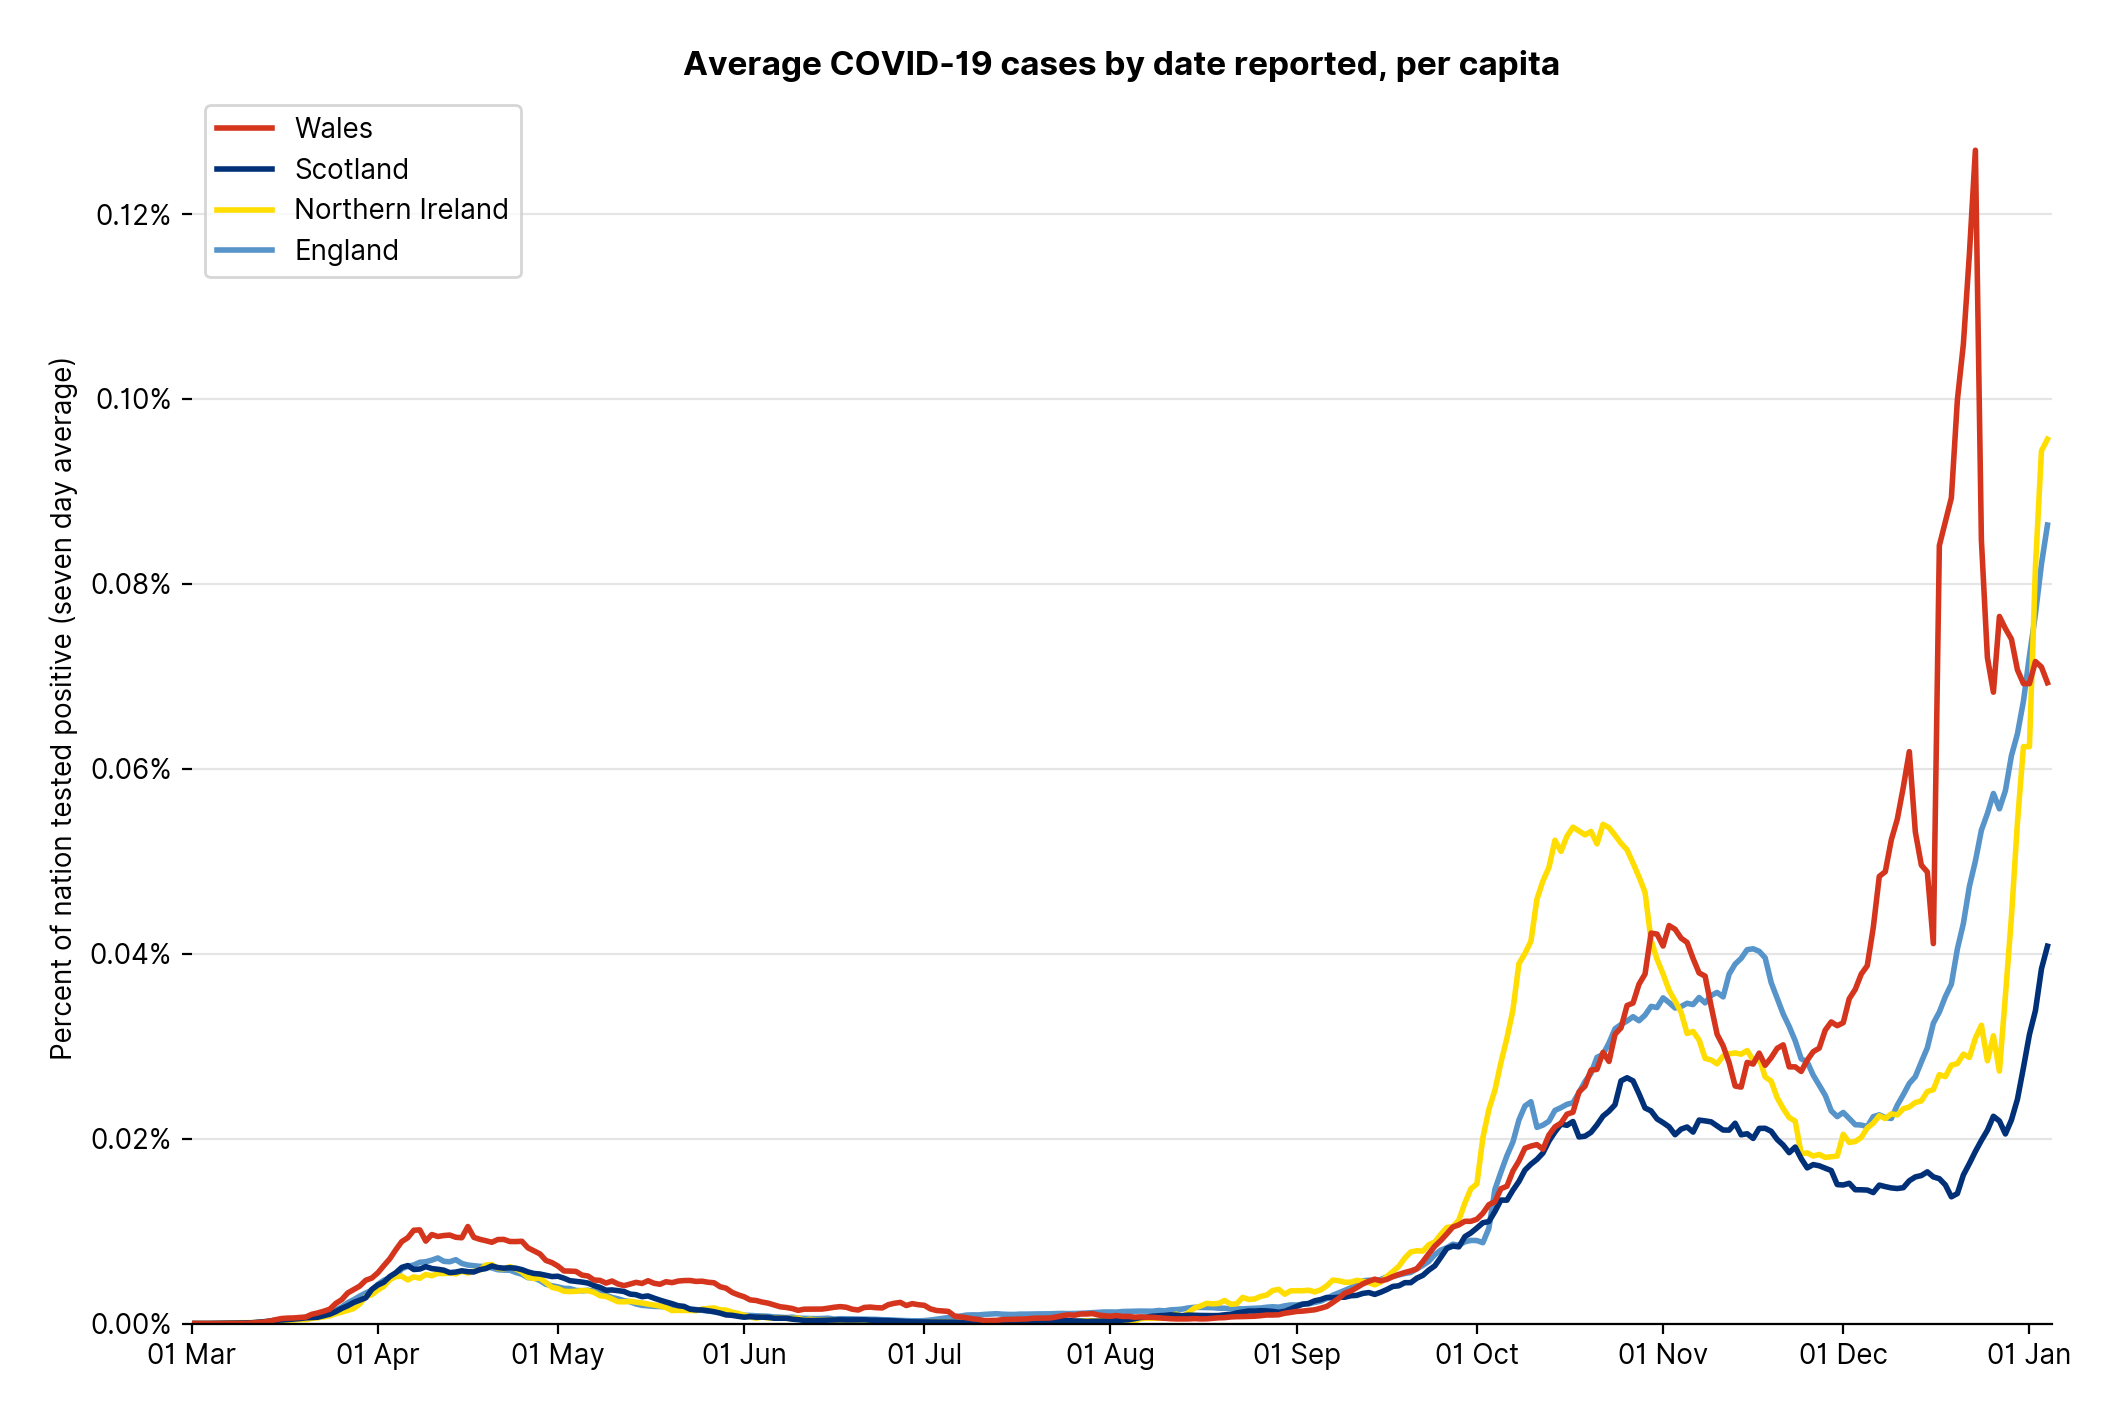 Average COVID-19 cases by date reported, per capita
Wales
Scotland
Northern Ireland
England
Percent of nation tested positive (seven day average)
0.12%
0.10%
0.08%
0.06%
0.04%
0.02%
0.00%
01 Mar 01 Apr 01 May 01 Jun 01 Jul 01 Aug 01 Sep 01 Oct 01 Nov 01 Dec 01 Jan